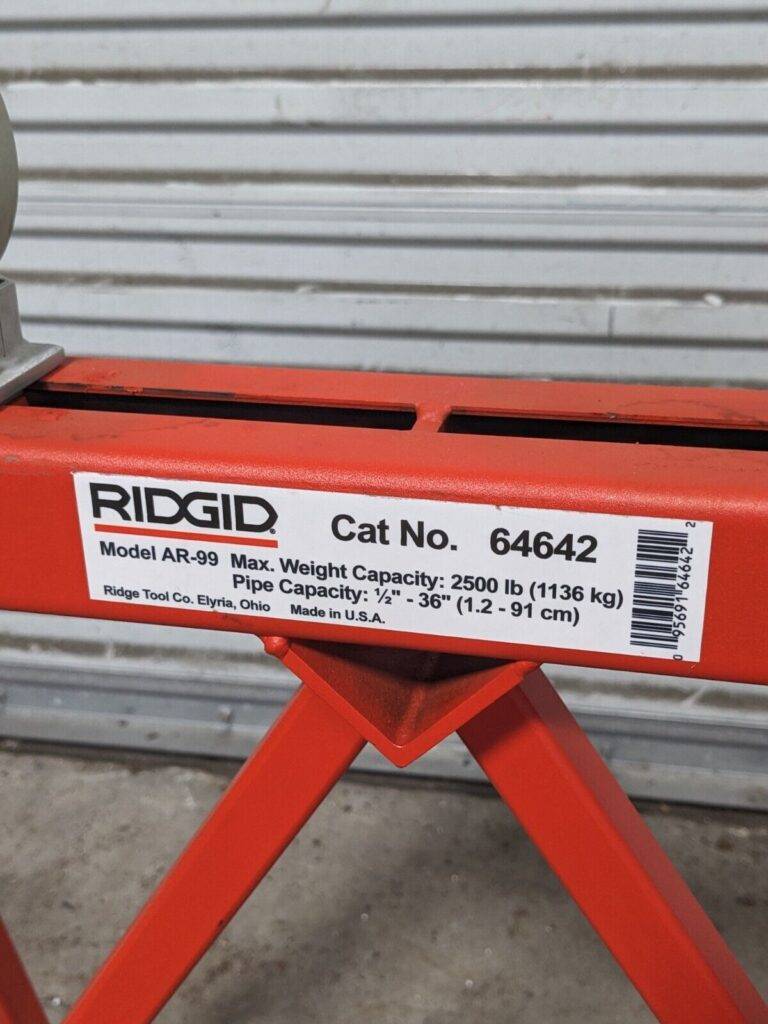 RIDGID
Cat No. 64642
Model AR-99 Max. Weight Capacity: 2500 lb (1136 kg)
Pipe Capacity: ½" - 36" (1.2 - 91 cm)
Ridge Tool Co. Elyria, Ohio Made in U.S.A.
0 95691 64642 2